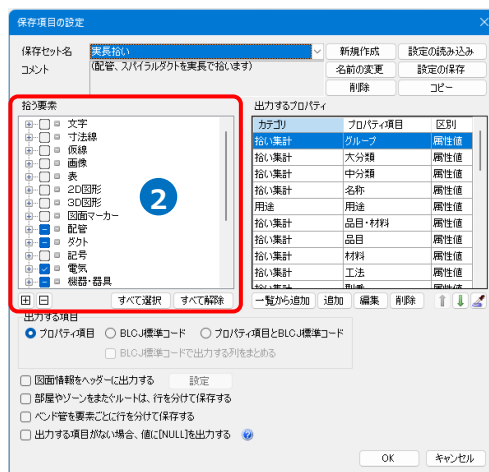 保存項目の設定
保存セット名 実長拾い 新規作成 設定の読み込み
コメント (配管、スパイラルダクトを実長で拾います) 名前の変更 設定の保存
削除 コピー
拾う要素
文字
寸法線
仮線
画像
表
2D図形
3D図形
図面マーカー
配管
ダクト
記号
電気
機器・器具
2
すべて選択 すべて解除
出力するプロパティ
カテゴリ プロパティ項目 区別
拾い集計 グループ 属性値
拾い集計 大分類 属性値
拾い集計 中分類 属性値
拾い集計 名称 属性値
用途 用途 属性値
拾い集計 品目・材料 属性値
拾い集計 品目 属性値
拾い集計 材料 属性値
拾い集計 工法 属性値
一覧から追加 追加 編集 削除
出力する項目
プロパティ項目 BLCJ標準コード プロパティ項目とBLCJ標準コード
BLCJ標準コードで出力する列をまとめる
図面情報をヘッダーに出力する 設定
部屋やゾーンをまたぐルートは、行を分けて保存する
ベンド管を要素ごとに行を分けて保存する
出力する項目がない場合、値に[NULL]を出力する
OK キャンセル